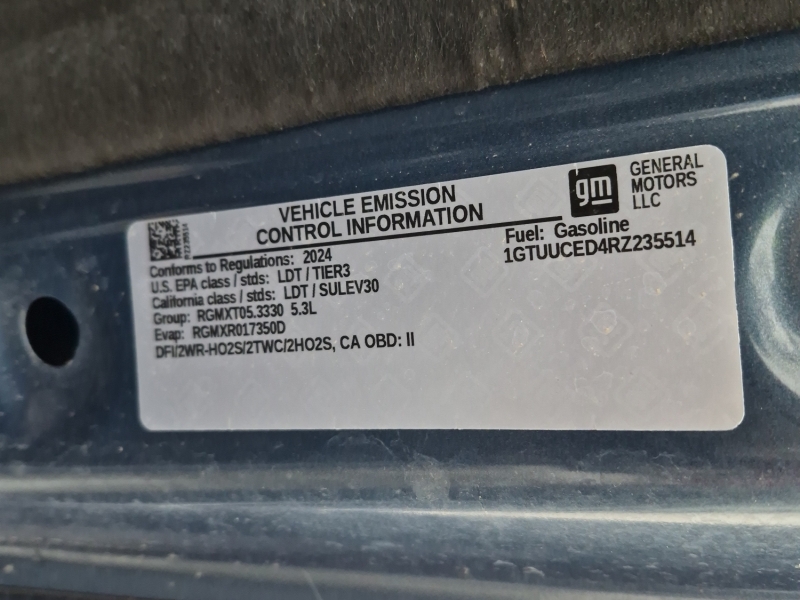 VEHICLE EMISSION
CONTROL INFORMATION
gm
GENERAL
MOTORS
LLC
Conforms to Regulations: 2024
U.S. EPA class / stds: LDT / TIER3
California class / stds: LDT / SULEV30
Group: RGMXT05.3330 5.3L
Evap: RGMXR017350D
DFI/2WR-HO2S/2TWC/2HO2S, CA OBD: II
Fuel: Gasoline
1GTUUCED4RZ235514
RZ235514